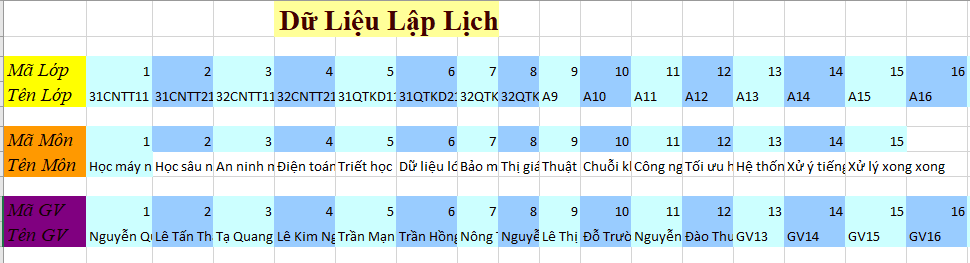 Dữ Liệu Lập Lịch
Mã Lớp 1 2 3 4 5 6 7 8 9 10 11 12 13 14 15 16
Tên Lớp 31CNTT11 31CNTT21 32CNTT11 32CNTT21 31QTKD11 31QTKD21 32QTK 32QTK A9 A10 A11 A12 A13 A14 A15 A16
Mã Môn 1 2 3 4 5 6 7 8 9 10 11 12 13 14 15
Tên Môn Học máy n Học sâu n An ninh n Điện toán Triết học Dữ liệu lớ Bảo m Thị giá Thuật Chuỗi k Công ng Tối ưu h Hệ thốn Xử ý tiếng Xử lý xong xong
Mã GV 1 2 3 4 5 6 7 8 9 10 11 12 13 14 15 16
Tên GV Nguyễn Qu Lê Tấn Th Tạ Quang Lê Kim Ng Trần Mạn Trần Hồng Nông Nguyễ Lê Thị Đỗ Trườ Nguyễn Đào Thu GV13 GV14 GV15 GV16